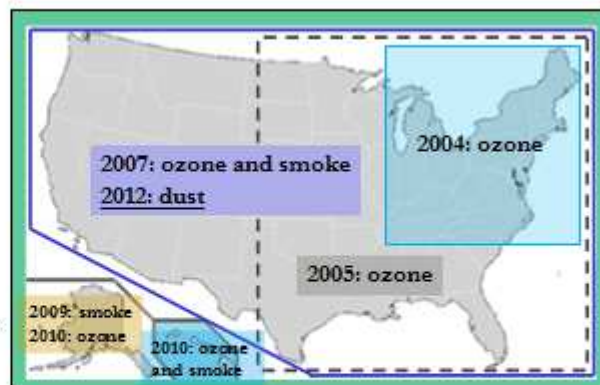 2004: ozone
2007: ozone and smoke
2012: dust
2005: ozone
2009: smoke
2010: ozone
2010: ozone
and smoke